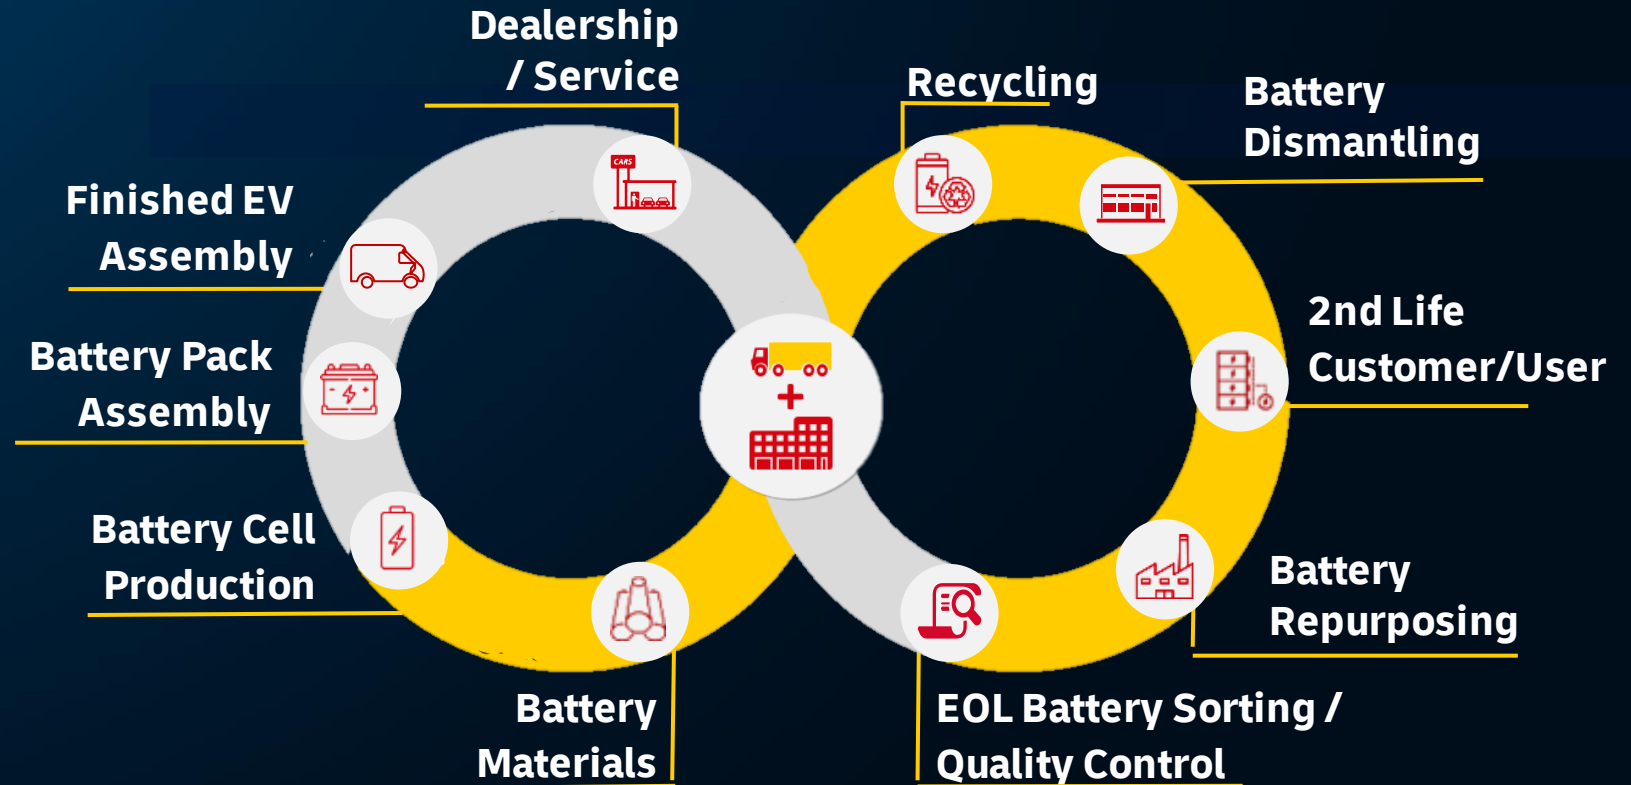 Dealership
/ Service
Recycling
Battery
Dismantling
Finished EV
Assembly
CARS
2nd Life
Customer/User
Battery Pack
Assembly
Battery Cell
Production
Battery
Repurposing
Battery
Materials
EOL Battery Sorting /
Quality Control